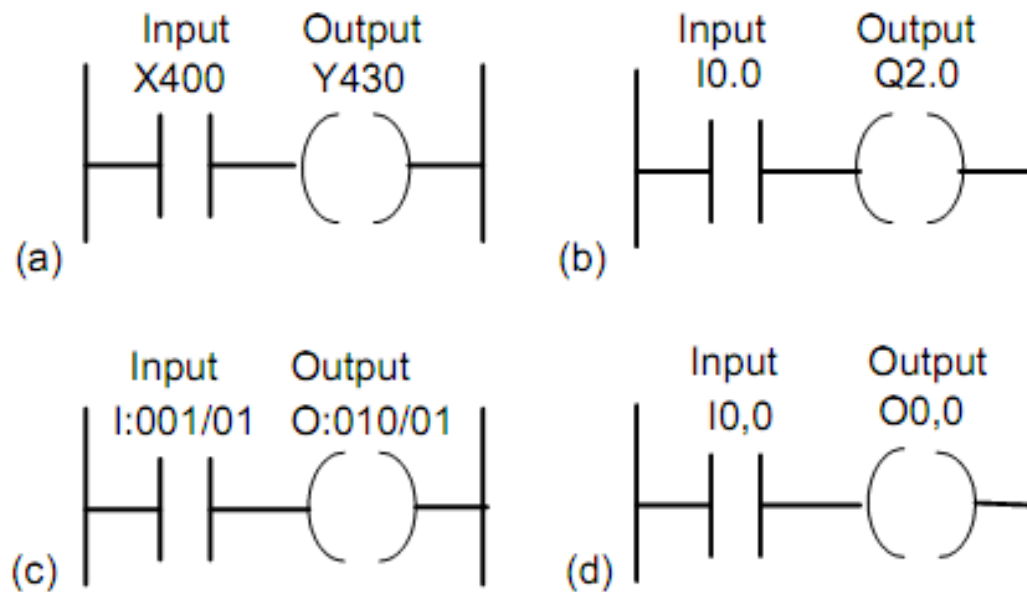 Input Output
X400 Y430
(a)
Input Output
I0.0 Q2.0
(b)
Input Output
I:001/01 O:010/01
(c)
Input Output
I0,0 O0,0
(d)